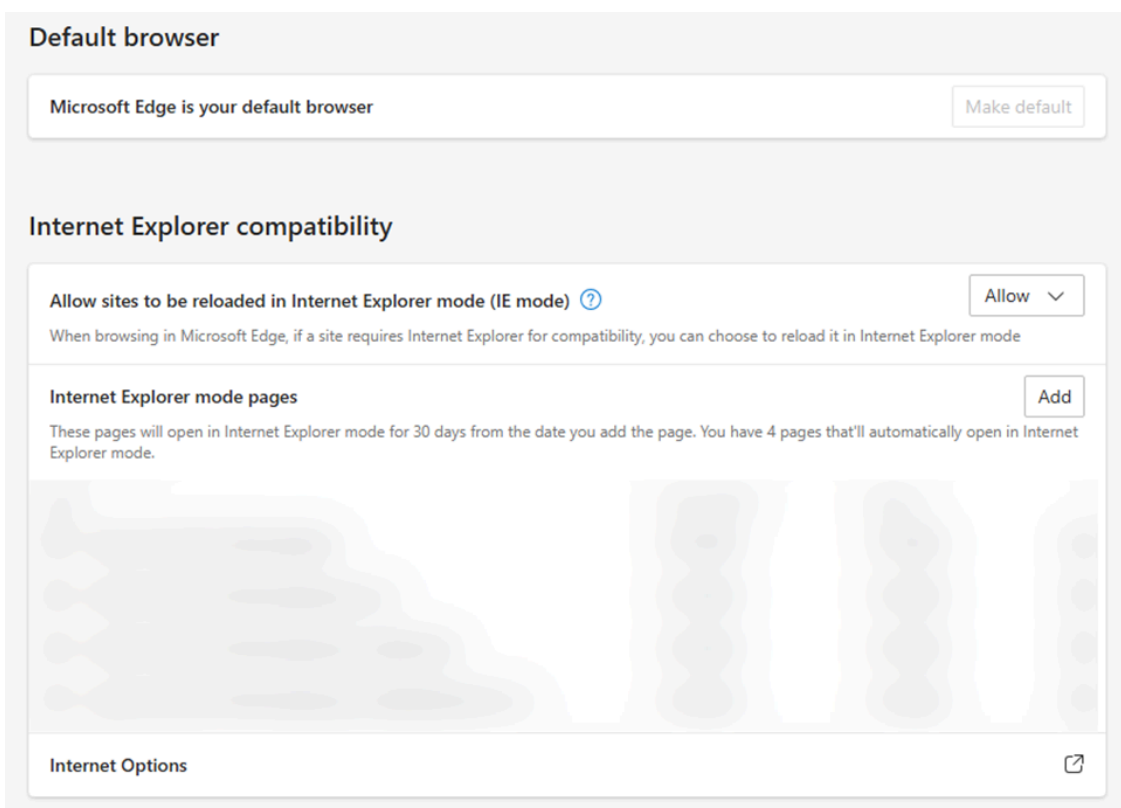 Default browser
Microsoft Edge is your default browser
Make default
Internet Explorer compatibility
Allow sites to be reloaded in Internet Explorer mode (IE mode)
Allow
When browsing in Microsoft Edge, if a site requires Internet Explorer for compatibility, you can choose to reload it in Internet Explorer mode
Internet Explorer mode pages
Add
These pages will open in Internet Explorer mode for 30 days from the date you add the page. You have 4 pages that'll automatically open in Internet
Explorer mode.
Internet Options